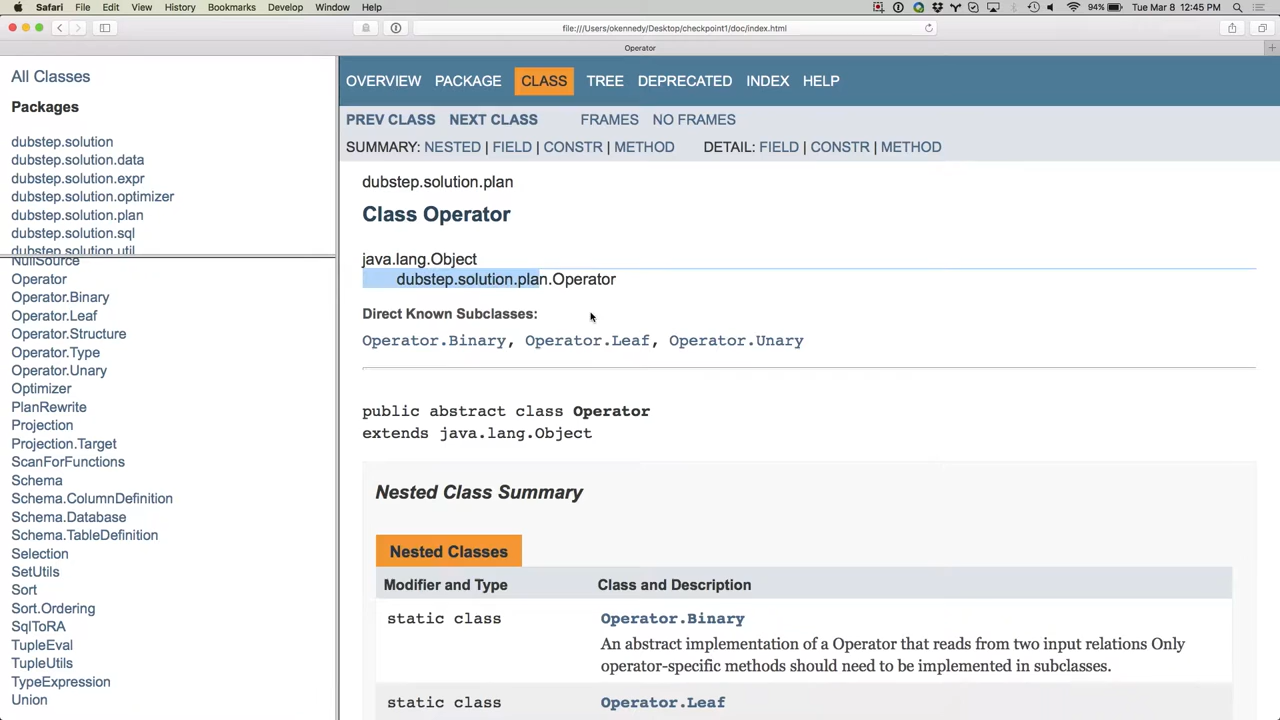 Safari File Edit View History Bookmarks Develop Window Help 94% Tue Mar 8 12:45 PM
file:///Users/okennedy/Desktop/checkpoint1/doc/index.html
Operator
All Classes
Packages
dubstep.solution
dubstep.solution.data
dubstep.solution.expr
dubstep.solution.optimizer
dubstep.solution.plan
dubstep.solution.sql
dubstep.solution.util
NullSource
Operator
Operator.Binary
Operator.Leaf
Operator.Structure
Operator.Type
Operator.Unary
Optimizer
PlanRewrite
Projection
Projection.Target
ScanForFunctions
Schema
Schema.ColumnDefinition
Schema.Database
Schema.TableDefinition
Selection
SetUtils
Sort
Sort.Ordering
SqlToRA
TupleEval
TupleUtils
TypeExpression
Union
OVERVIEW PACKAGE CLASS TREE DEPRECATED INDEX HELP
PREV CLASS NEXT CLASS FRAMES NO FRAMES
SUMMARY: NESTED | FIELD | CONSTR | METHOD DETAIL: FIELD | CONSTR | METHOD
dubstep.solution.plan
Class Operator
java.lang.Object
dubstep.solution.plan.Operator
Direct Known Subclasses:
Operator.Binary, Operator.Leaf, Operator.Unary
public abstract class Operator
extends java.lang.Object
Nested Class Summary
Nested Classes
Modifier and Type Class and Description
static class Operator.Binary
An abstract implementation of a Operator that reads from two input relations Only
operator-specific methods should need to be implemented in subclasses.
static class Operator.Leaf